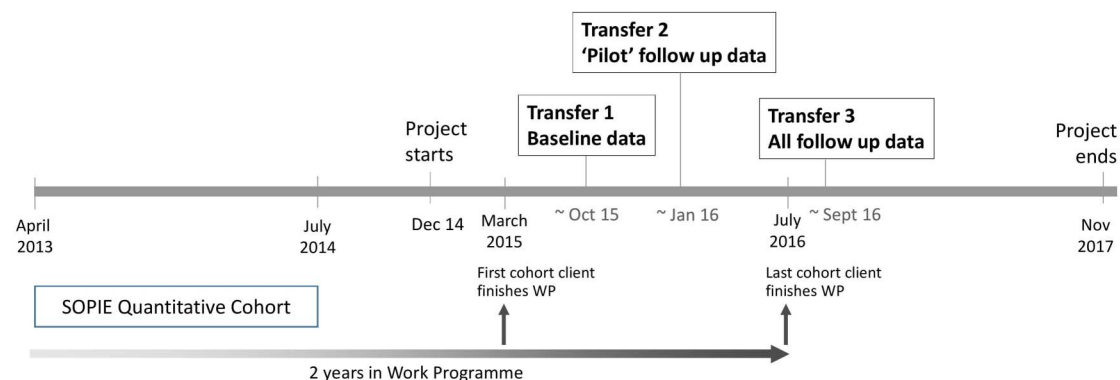 Transfer 2
‘Pilot’ follow up data
Transfer 1
Baseline data
Transfer 3
All follow up data
Project
starts
Project
ends
April
2013
July
2014
Dec 14
March
2015
~ Oct 15
~ Jan 16
July
2016
~ Sept 16
Nov
2017
First cohort client
finishes WP
Last cohort client
finishes WP
SOPIE Quantitative Cohort
2 years in Work Programme